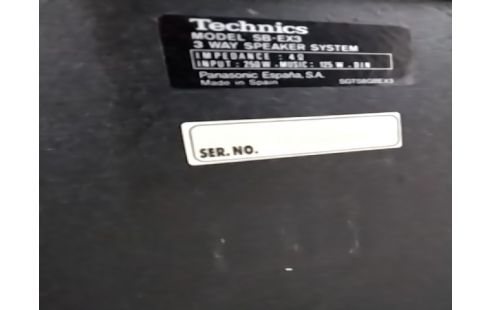 Technics
MODEL SB-EX3
3 WAY SPEAKER SYSTEM
IMPEDANCE : 4Ω
INPUT : 250W · MUSIC : 125 W · DIN
Panasonic España, S.A.
Made in Spain
SER. NO.